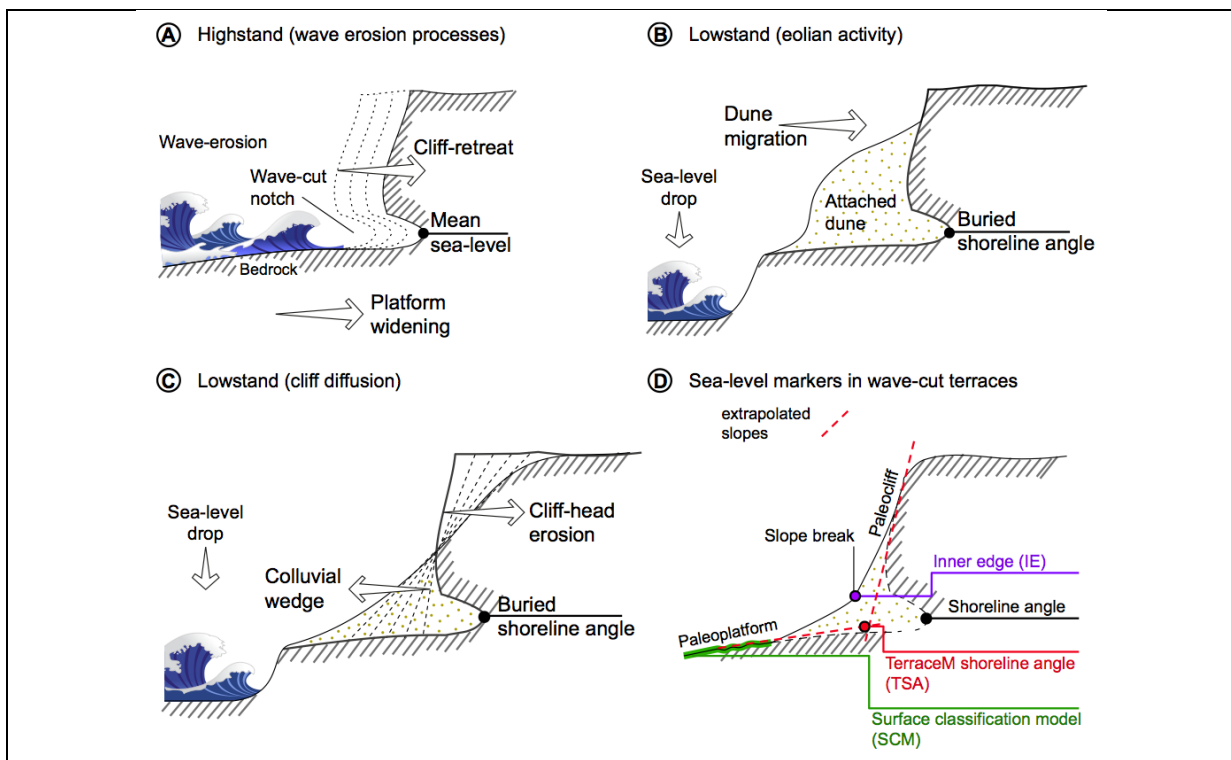 A Highstand (wave erosion processes)
Wave-erosion
Cliff-retreat
Wave-cut
notch
Mean
sea-level
Bedrock
Platform
widening
B Lowstand (eolian activity)
Dune
migration
Sea-level
drop
Attached
dune
Buried
shoreline angle
C Lowstand (cliff diffusion)
Sea-level
drop
Cliff-head
erosion
Colluvial
wedge
Buried
shoreline angle
D Sea-level markers in wave-cut terraces
extrapolated
slopes
Paleocliff
Slope break
Inner edge (IE)
Shoreline angle
Paleoplatform
TerraceM shoreline angle
(TSA)
Surface classification model
(SCM)